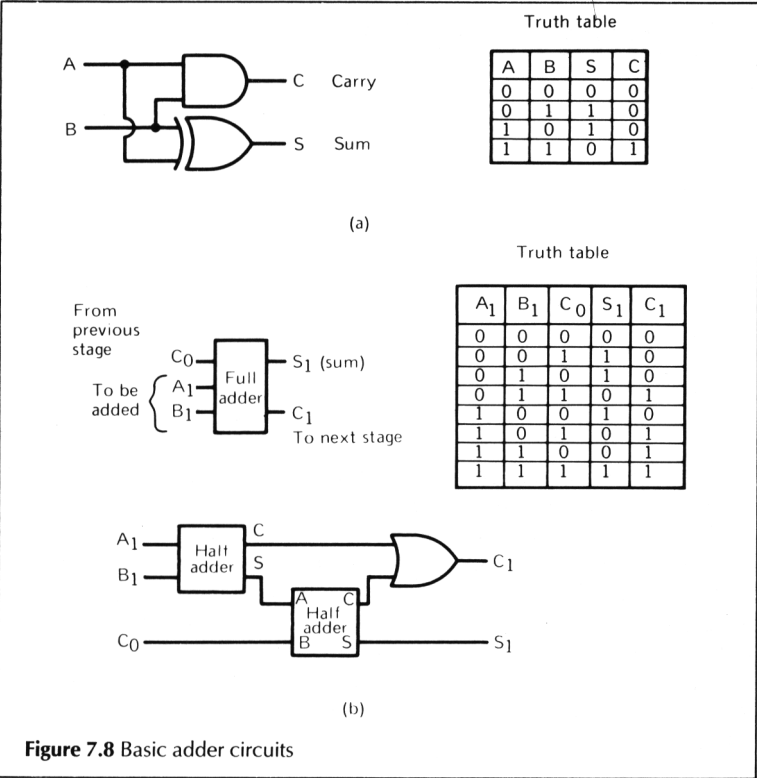 Truth table
A
B
C Carry
S Sum
A B S C
0 0 0 0
0 1 1 0
1 0 1 0
1 1 0 1
(a)
Truth table
From
previous
stage
To be
added
C0
A1
B1
Full
adder
S1 (sum)
C1
To next stage
A1 B1 C0 S1 C1
0 0 0 0 0
0 0 1 1 0
0 1 0 1 0
0 1 1 0 1
1 0 0 1 0
1 0 1 0 1
1 1 0 0 1
1 1 1 1 1
A1
B1
C0
Half
adder
C
S
A C
Half
adder
B S
C1
S1
(b)
Figure 7.8 Basic adder circuits